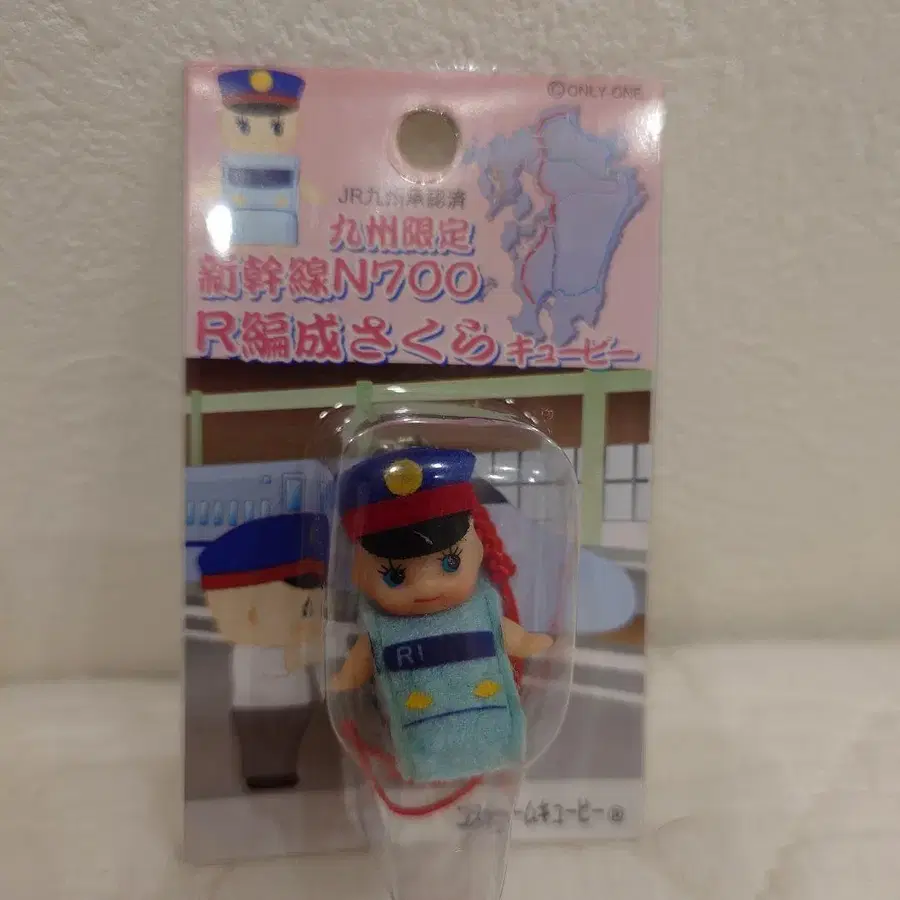 ©ONLY-ONE
JR九州承認済
九州限定
新幹線N700
R編成さくらキューピー
R1
コスチュームキューピー®